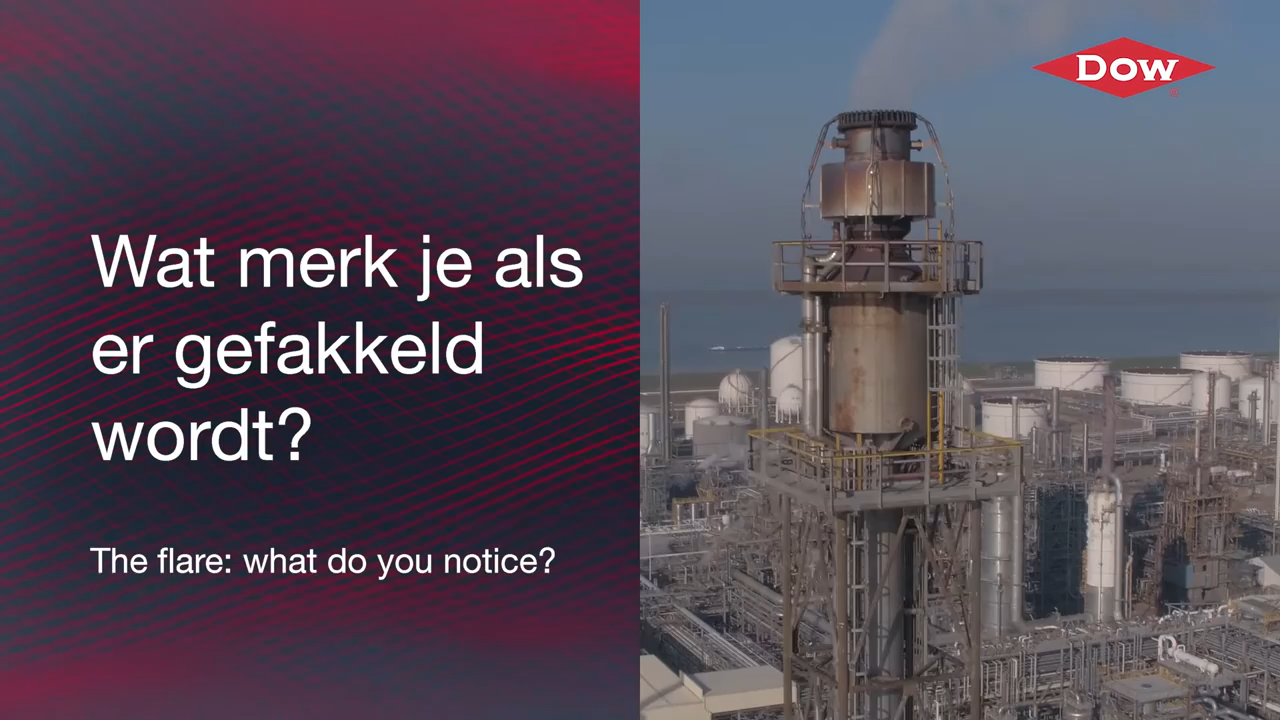 Wat merk je als
er gefakkeld
wordt?
The flare: what do you notice?
Dow